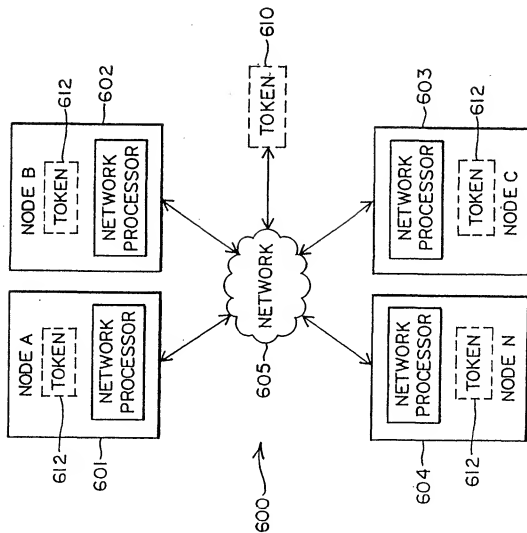 612
602
NODE B
TOKEN
NETWORK
PROCESSOR
610
TOKEN
603
NETWORK
PROCESSOR
TOKEN
612
NODE C
612
601
NODE A
TOKEN
NETWORK
PROCESSOR
NETWORK
605
604
NETWORK
PROCESSOR
TOKEN
612
NODE N
600